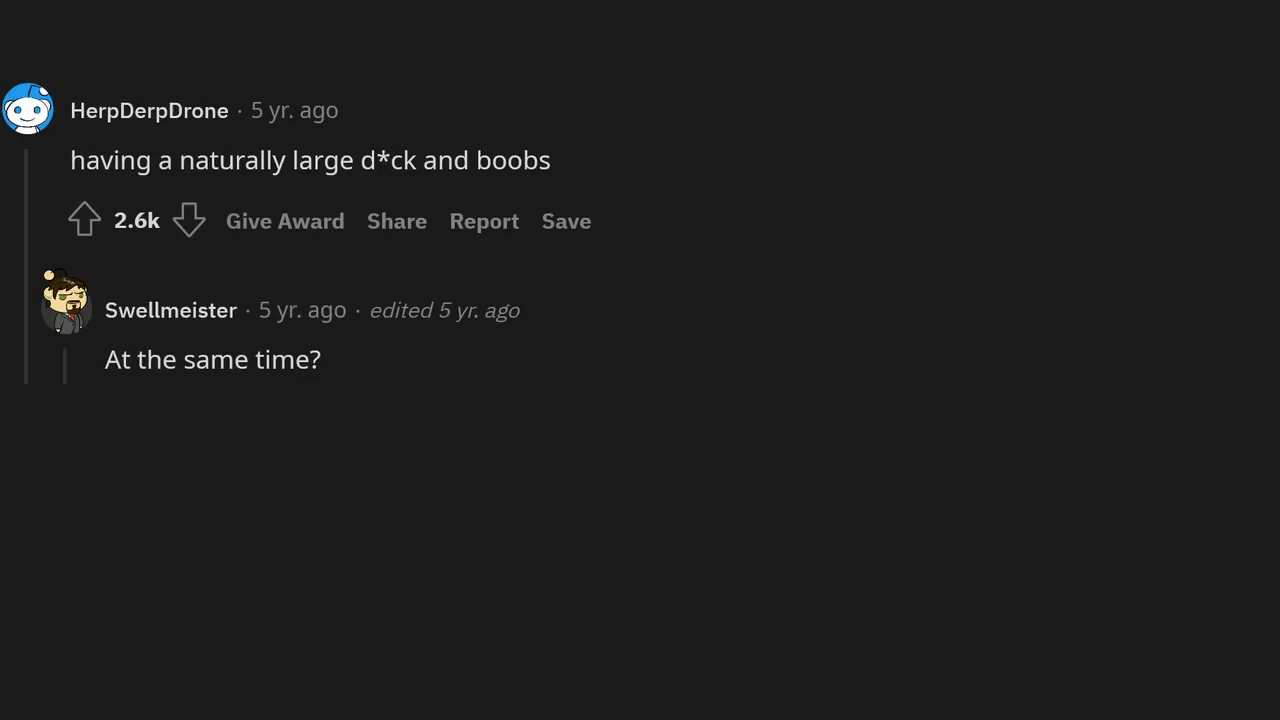 HerpDerpDrone · 5 yr. ago
having a naturally large d*ck and boobs
2.6k Give Award Share Report Save
Swellmeister · 5 yr. ago · edited 5 yr. ago
At the same time?